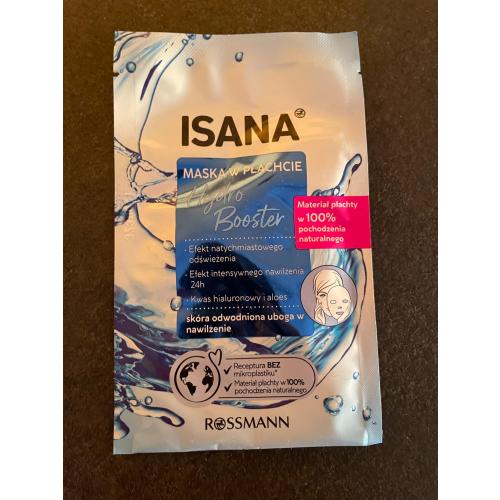 ISANA
MASKA W PŁACHCIE
Hydro
Booster
Materiał płachty
w 100%
pochodzenia
naturalnego
• Efekt natychmiastowego
odświeżenia
• Efekt intensywnego nawilżenia
24h
• Kwas hialuronowy i aloes
skóra odwodniona uboga w
nawilżenie
✓ Receptura BEZ
mikroplastiku*
✓ Materiał płachty w 100%
pochodzenia naturalnego
ROSSMANN